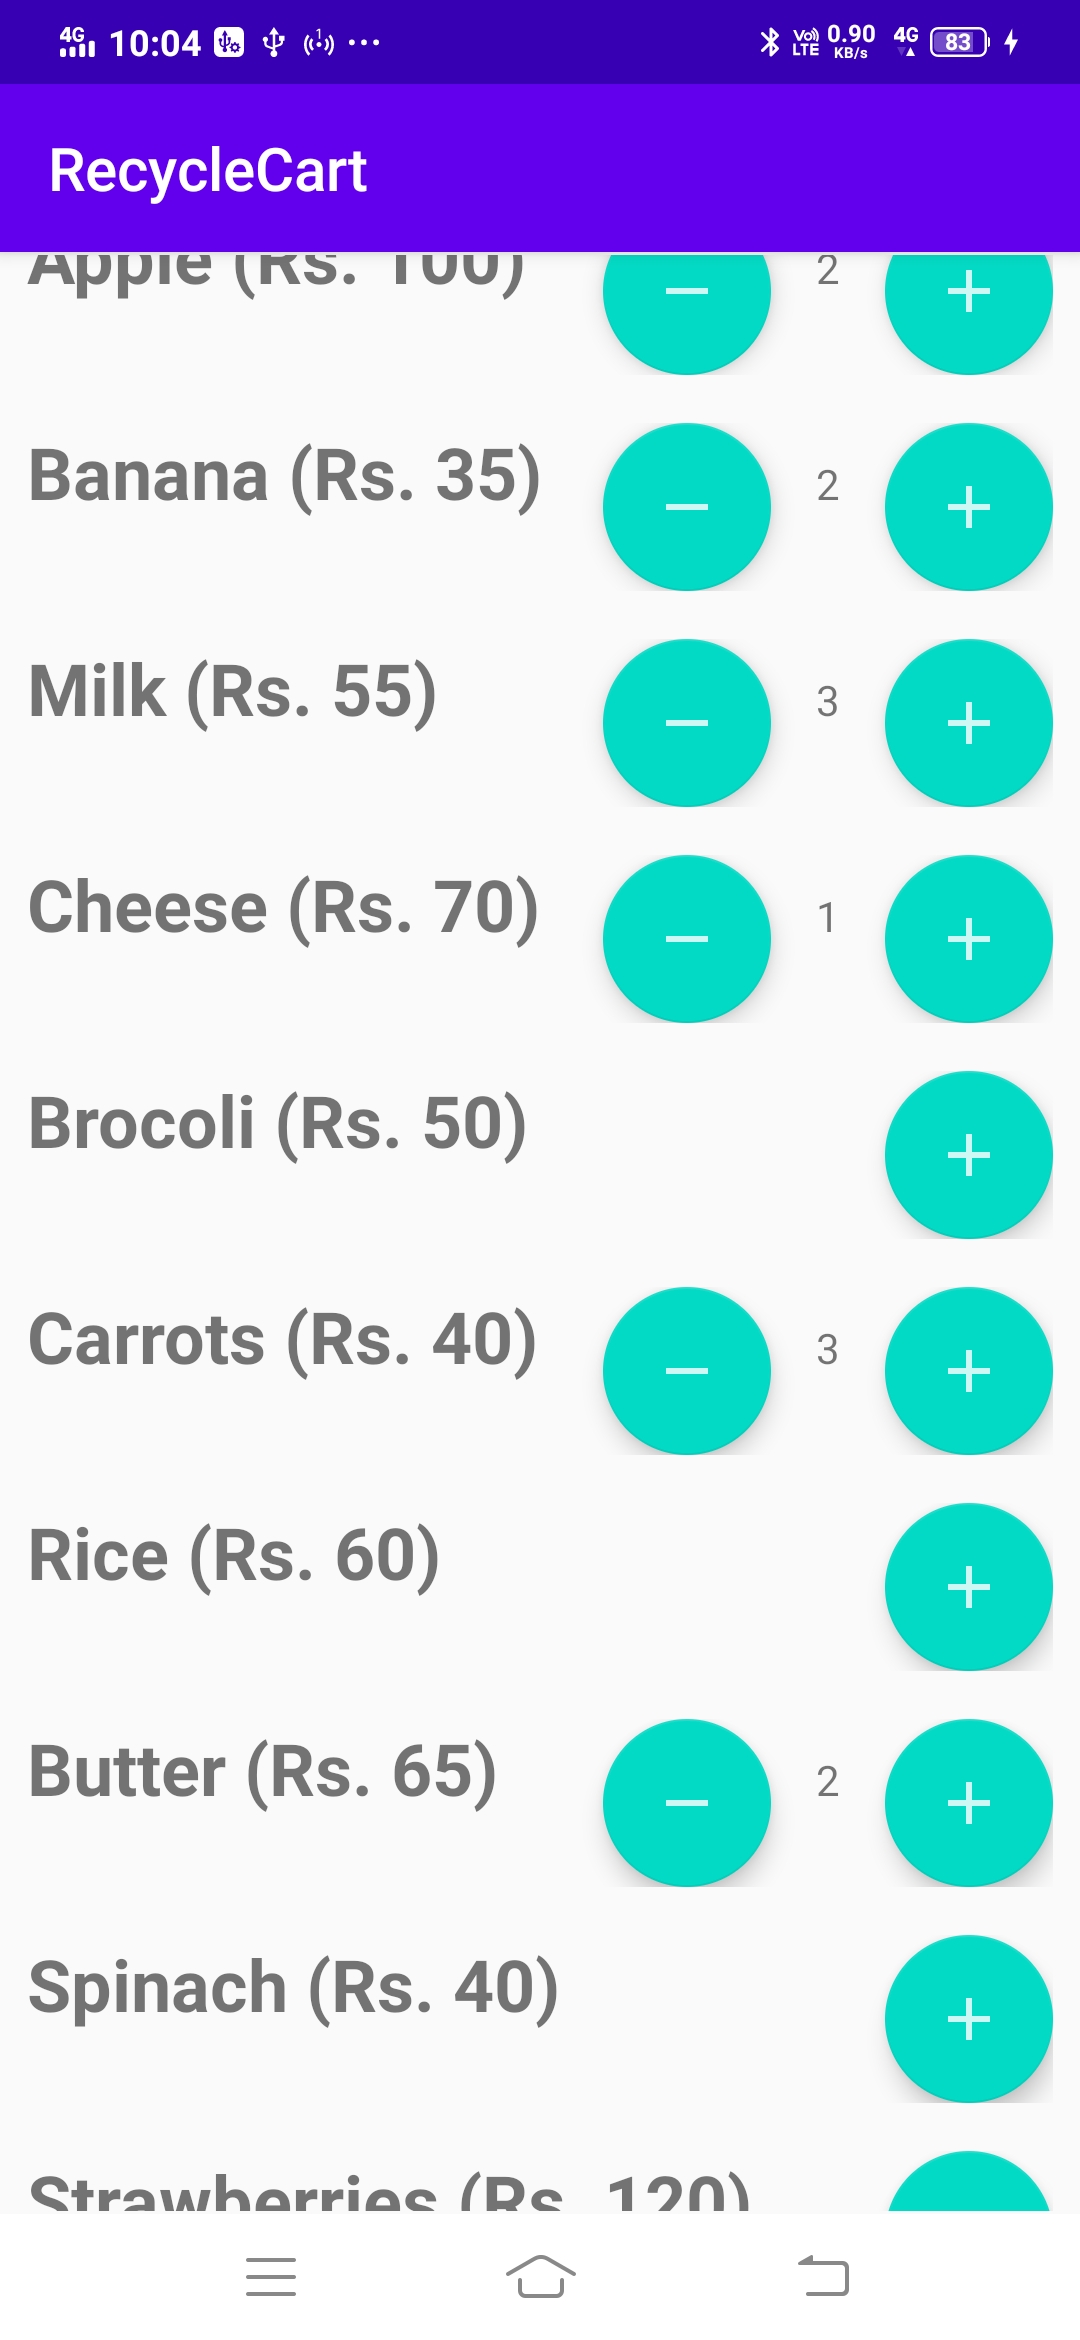 4G 10:04 1 ... Vo) LTE 0.90 KB/s 4G 83
RecycleCart
Apple (Rs. 100) 2
Banana (Rs. 35) 2
Milk (Rs. 55) 3
Cheese (Rs. 70) 1
Brocoli (Rs. 50)
Carrots (Rs. 40) 3
Rice (Rs. 60)
Butter (Rs. 65) 2
Spinach (Rs. 40)
Strawberries (Rs. 120)